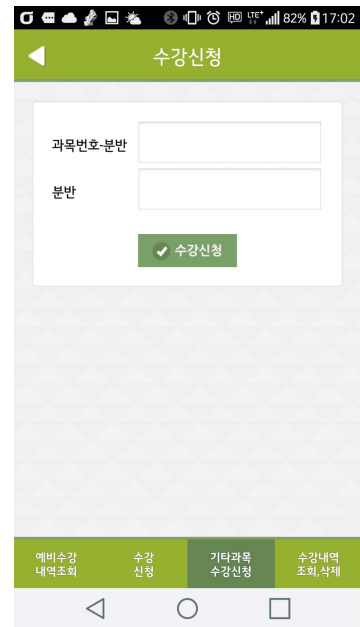 HD LTE+ 82% 17:02
수강신청
과목번호-분반
분반
수강신청
예비수강
내역조회
수강
신청
기타과목
수강신청
수강내역
조회,삭제